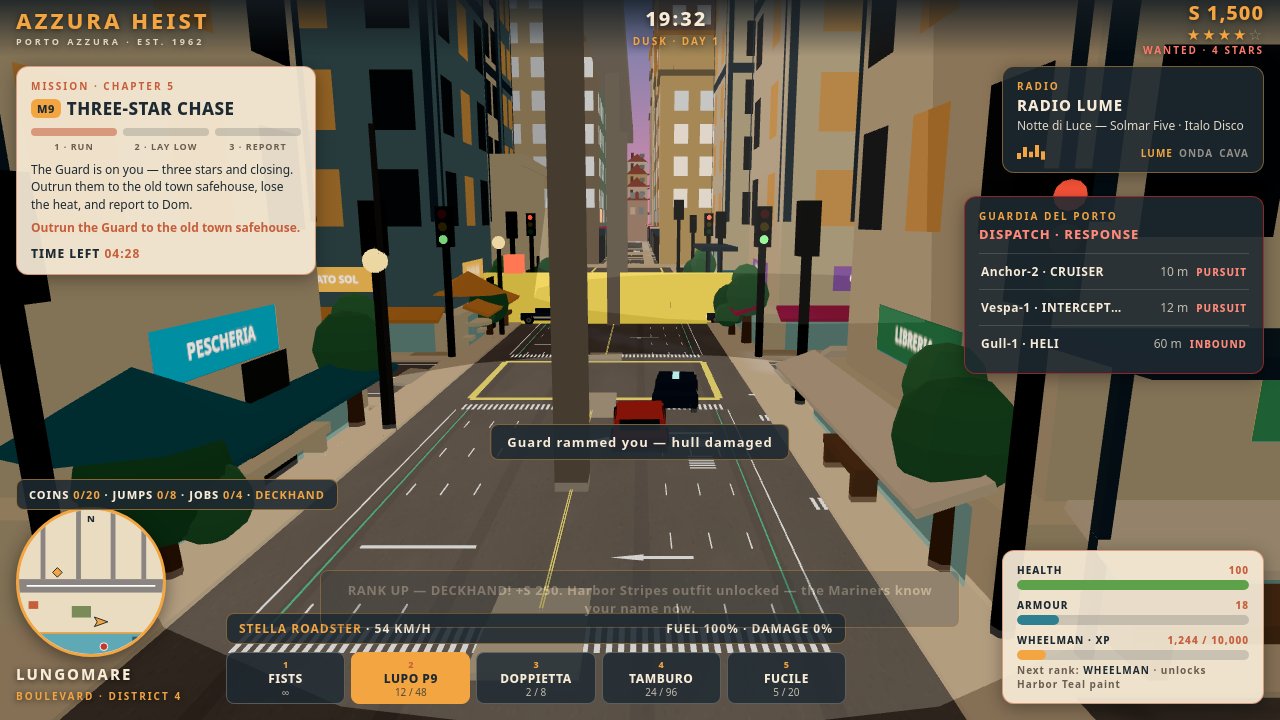 AZZURA HEIST
PORTO AZZURA · EST. 1962
19:32
DUSK · DAY 1
S 1,500
★★★★☆
WANTED · 4 STARS
MISSION · CHAPTER 5
M9 THREE-STAR CHASE
1 · RUN 2 · LAY LOW 3 · REPORT
The Guard is on you — three stars and closing.
Outrun them to the old town safehouse, lose
the heat, and report to Dom.
Outrun the Guard to the old town safehouse.
TIME LEFT 04:28
RADIO
RADIO LUME
Notte di Luce — Solmar Five · Italo Disco
LUME ONDA CAVA
GUARDIA DEL PORTO
DISPATCH · RESPONSE
Anchor-2 · CRUISER 10 m PURSUIT
Vespa-1 · INTERCEPT... 12 m PURSUIT
Gull-1 · HELI 60 m INBOUND
ATO SOL
PESCHERIA
LIBRERIA
Guard rammed you — hull damaged
COINS 0/20 · JUMPS 0/8 · JOBS 0/4 · DECKHAND
N
LUNGOMARE
BOULEVARD · DISTRICT 4
RANK UP — DECKHAND! +S 250. Harbor Stripes outfit unlocked — the Mariners know
your name now.
STELLA ROADSTER · 54 KM/H FUEL 100% · DAMAGE 0%
1
FISTS
∞
2
LUPO P9
12 / 48
3
DOPPIETTA
2 / 8
4
TAMBURO
24 / 96
5
FUCILE
5 / 20
HEALTH 100
ARMOUR 18
WHEELMAN · XP 1,244 / 10,000
Next rank: WHEELMAN · unlocks
Harbor Teal paint